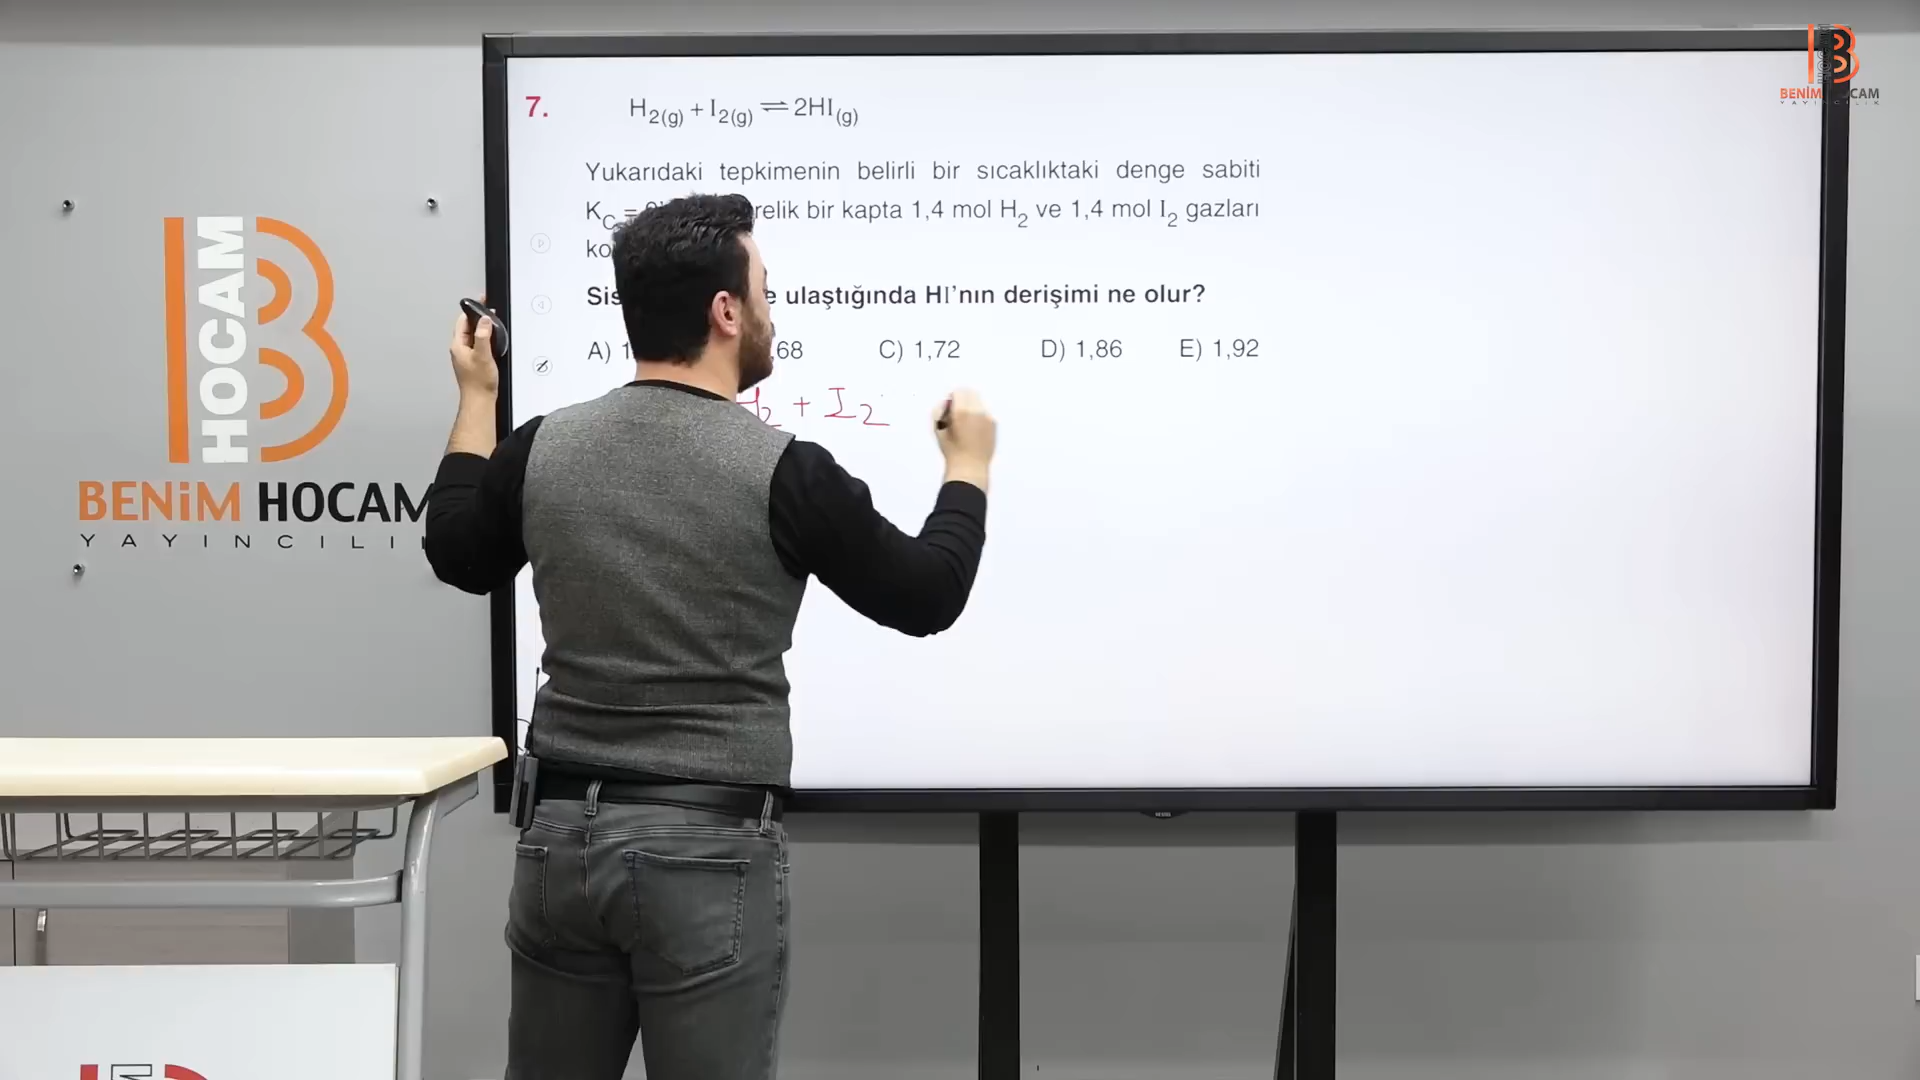 BENİM HOCAM
YAYINCILIK
7. H2(g) + I2(g) ⇌ 2HI(g)
Yukarıdaki tepkimenin belirli bir sıcaklıktaki denge sabiti
KC = relik bir kapta 1,4 mol H2 ve 1,4 mol I2 gazları
ko
Sis e ulaştığında HI'nın derişimi ne olur?
A) 1 ,68 C) 1,72 D) 1,86 E) 1,92
H2 + I2
HOCAM
B
BENİM HOCAM
YAYINCILI